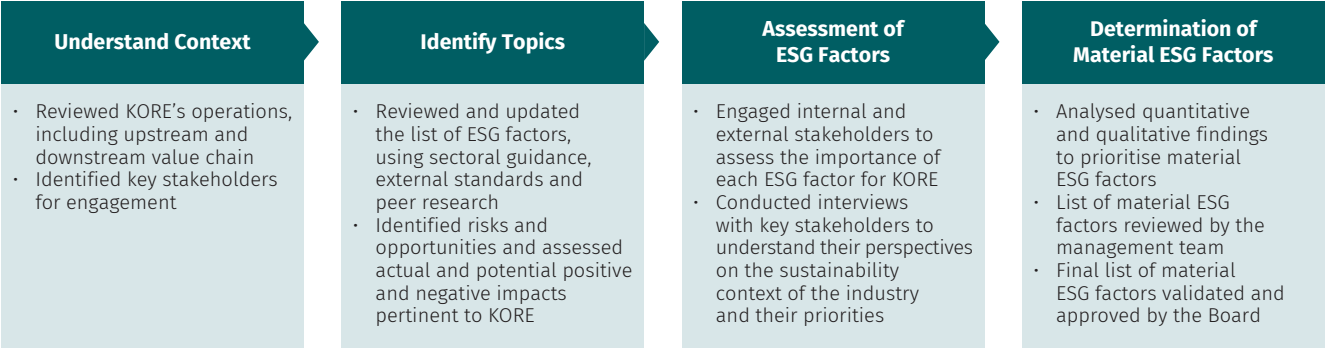 Understand Context
• Reviewed KORE's operations,
including upstream and
downstream value chain
• Identified key stakeholders
for engagement
Identify Topics
• Reviewed and updated
the list of ESG factors,
using sectoral guidance,
external standards and
peer research
• Identified risks and
opportunities and assessed
actual and potential positive
and negative impacts
pertinent to KORE
Assessment of
ESG Factors
• Engaged internal and
external stakeholders to
assess the importance of
each ESG factor for KORE
• Conducted interviews
with key stakeholders to
understand their perspectives
on the sustainability
context of the industry
and their priorities
Determination of
Material ESG Factors
• Analysed quantitative
and qualitative findings
to prioritise material
ESG factors
• List of material ESG
factors reviewed by the
management team
• Final list of material
ESG factors validated and
approved by the Board